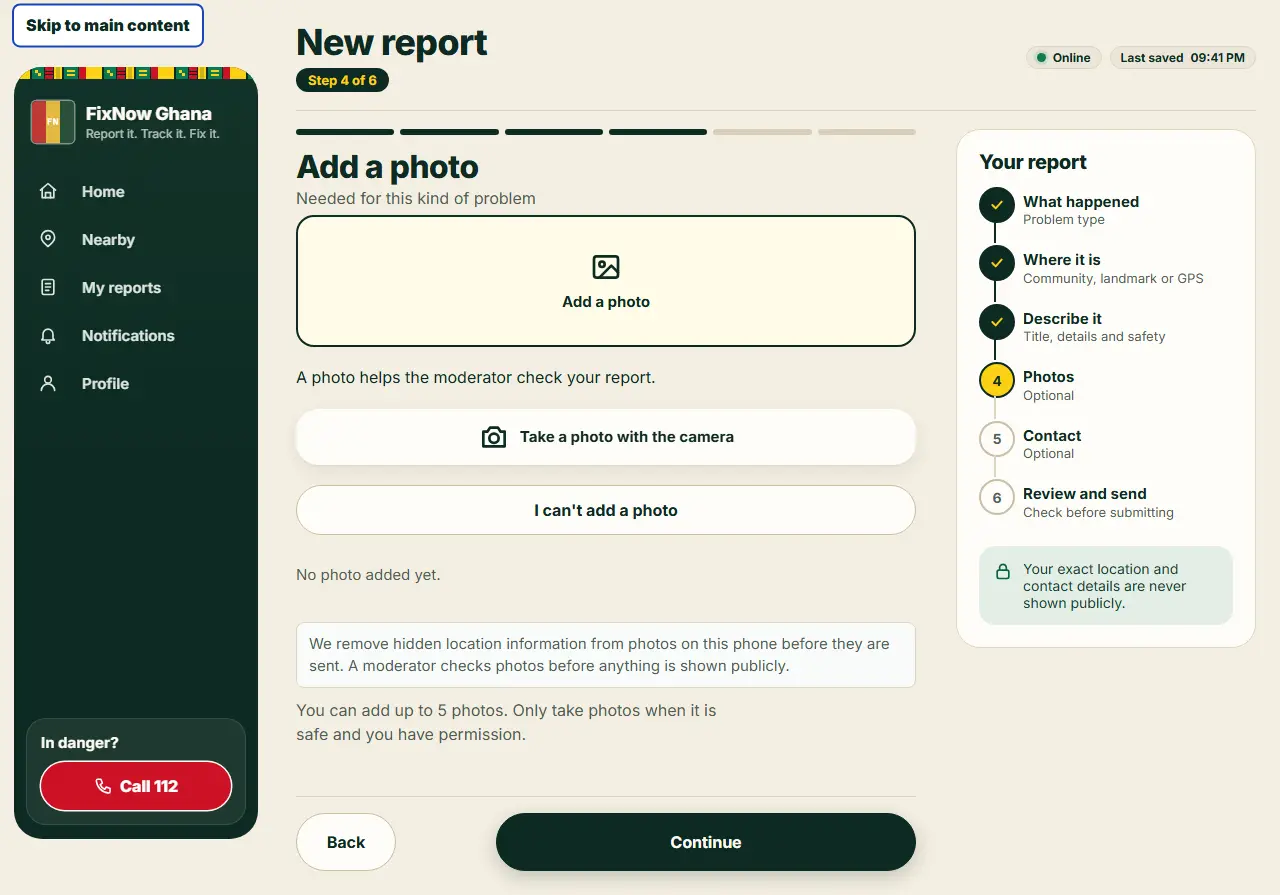 Skip to main content
FN
FixNow Ghana
Report it. Track it. Fix it.
Home
Nearby
My reports
Notifications
Profile
In danger?
Call 112
New report
Step 4 of 6
Online
Last saved 09:41 PM
Add a photo
Needed for this kind of problem
Add a photo
A photo helps the moderator check your report.
Take a photo with the camera
I can't add a photo
No photo added yet.
We remove hidden location information from photos on this phone before they are
sent. A moderator checks photos before anything is shown publicly.
You can add up to 5 photos. Only take photos when it is
safe and you have permission.
Back
Continue
Your report
What happened
Problem type
Where it is
Community, landmark or GPS
Describe it
Title, details and safety
4
Photos
Optional
5
Contact
Optional
6
Review and send
Check before submitting
Your exact location and
contact details are never
shown publicly.